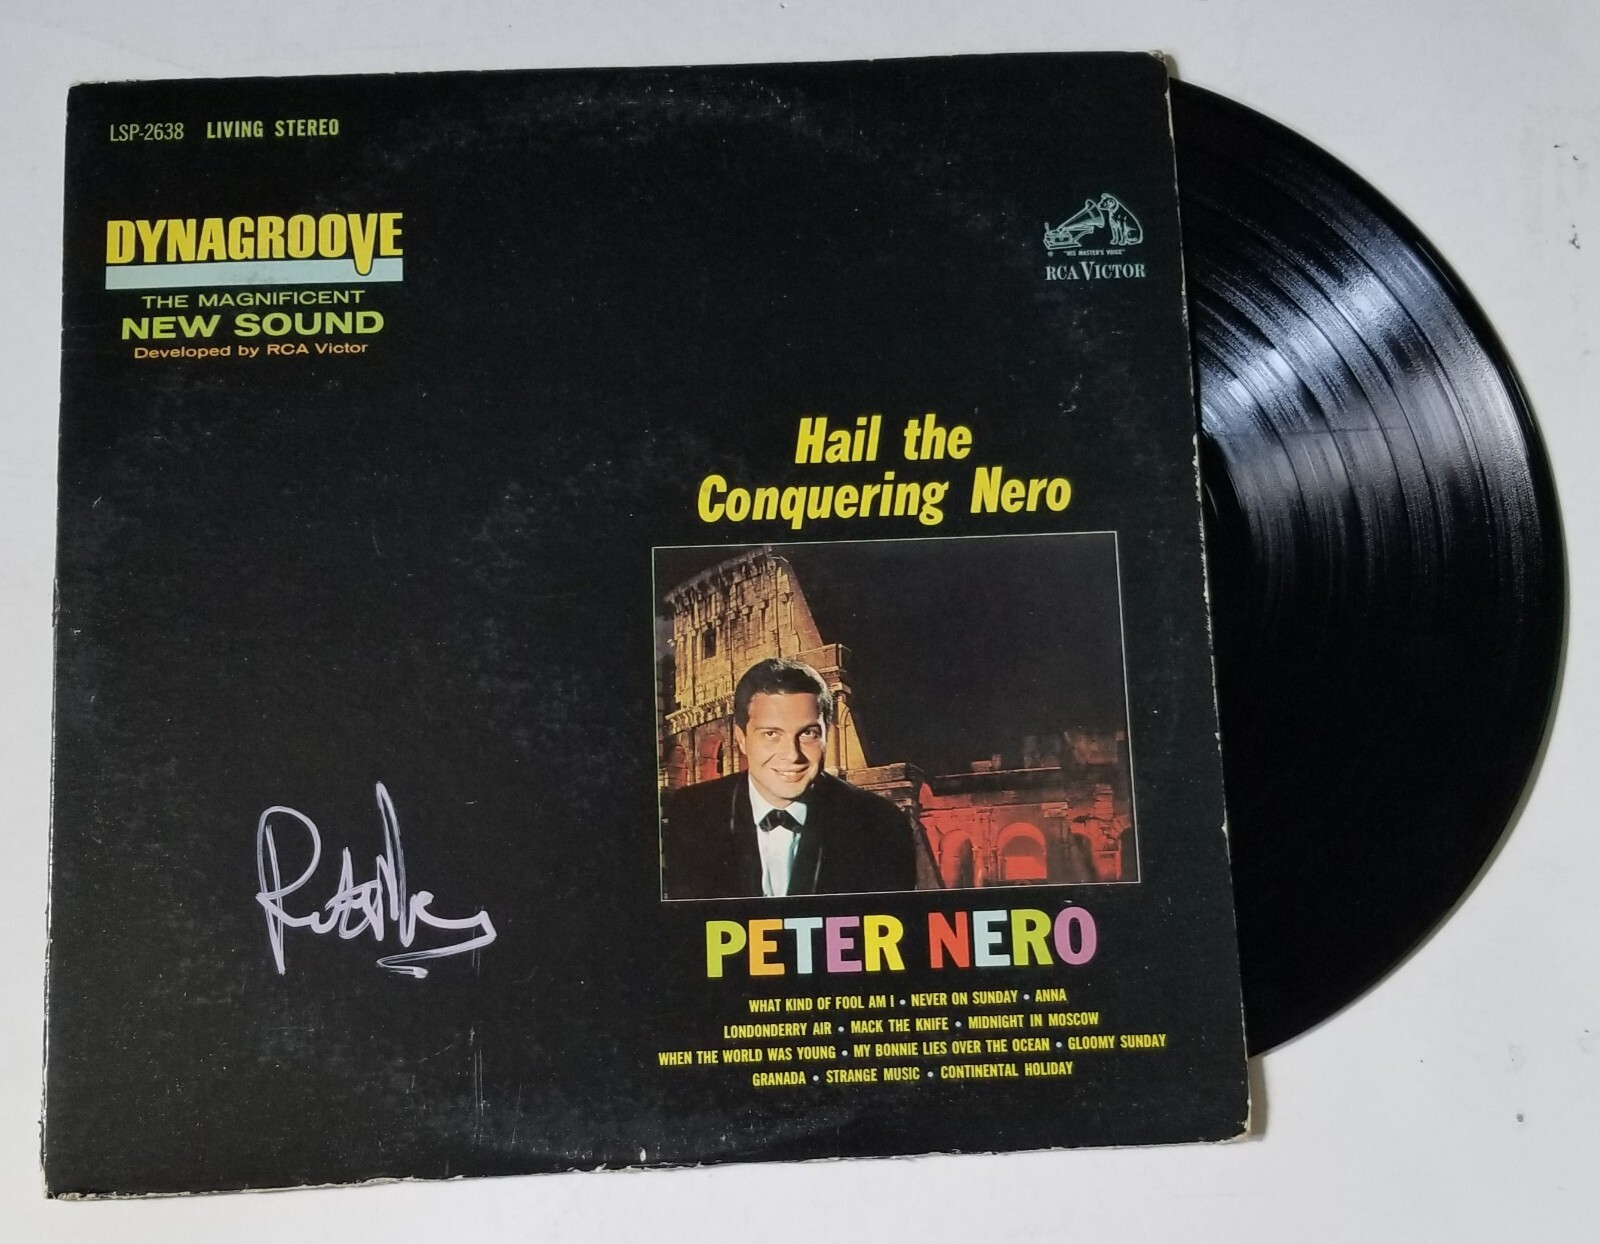 LSP-2638 LIVING STEREO
DYNAGROOVE
THE MAGNIFICENT
NEW SOUND
Developed by RCA Victor
"HIS MASTER'S VOICE"
RCA VICTOR
Hail the
Conquering Nero
PETER NERO
WHAT KIND OF FOOL AM I • NEVER ON SUNDAY • ANNA
LONDONDERRY AIR • MACK THE KNIFE • MIDNIGHT IN MOSCOW
WHEN THE WORLD WAS YOUNG • MY BONNIE LIES OVER THE OCEAN • GLOOMY SUNDAY
GRANADA • STRANGE MUSIC • CONTINENTAL HOLIDAY